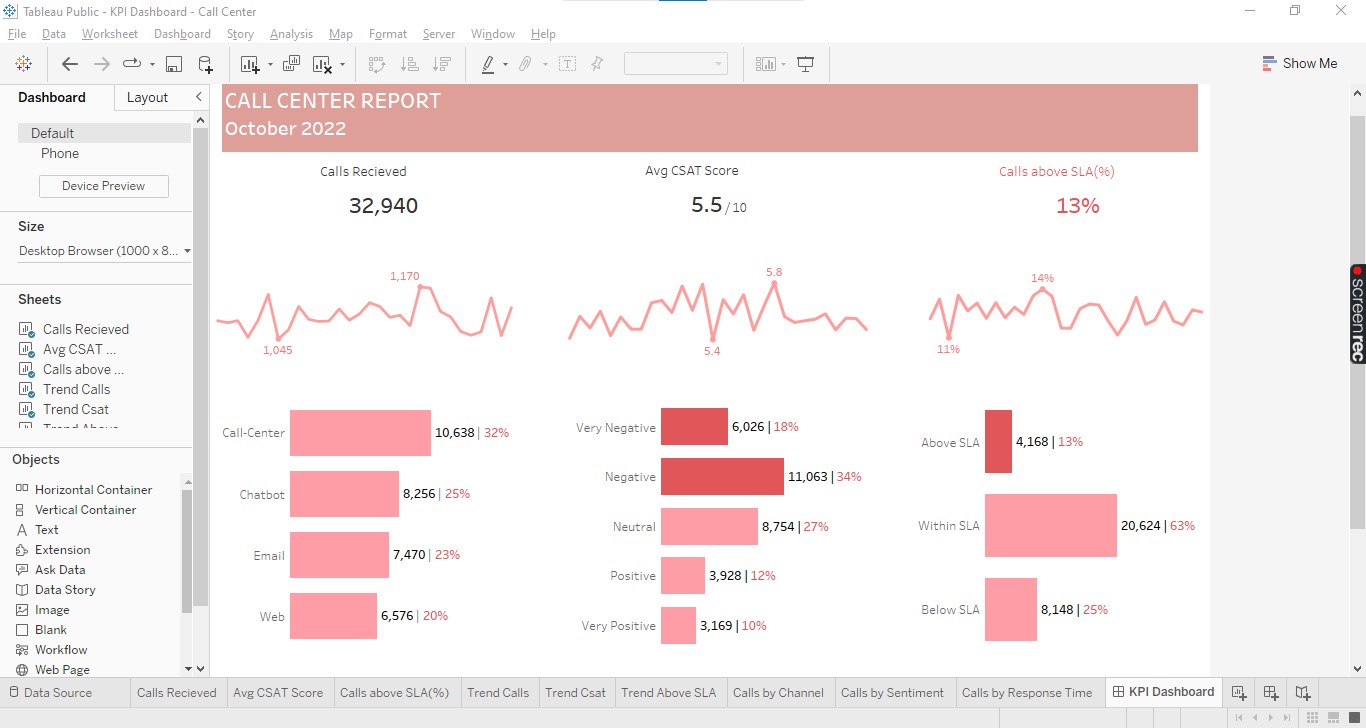 Tableau Public - KPI Dashboard - Call Center
File Data Worksheet Dashboard Story Analysis Map Format Server Window Help
Show Me
Dashboard Layout
Default
Phone
Device Preview
Size
Desktop Browser (1000 x 8...
Sheets
Calls Recieved
Avg CSAT ...
Calls above ...
Trend Calls
Trend Csat
Trend Above
Objects
Horizontal Container
Vertical Container
Text
Extension
Ask Data
Data Story
Image
Blank
Workflow
Web Page
CALL CENTER REPORT
October 2022
Calls Recieved
32,940
1,170
1,045
Avg CSAT Score
5.5 / 10
5.8
5.4
Calls above SLA(%)
13%
14%
11%
Call-Center 10,638 | 32%
Chatbot 8,256 | 25%
Email 7,470 | 23%
Web 6,576 | 20%
Very Negative 6,026 | 18%
Negative 11,063 | 34%
Neutral 8,754 | 27%
Positive 3,928 | 12%
Very Positive 3,169 | 10%
Above SLA 4,168 | 13%
Within SLA 20,624 | 63%
Below SLA 8,148 | 25%
screenrec
Data Source Calls Recieved Avg CSAT Score Calls above SLA(%) Trend Calls Trend Csat Trend Above SLA Calls by Channel Calls by Sentiment Calls by Response Time KPI Dashboard